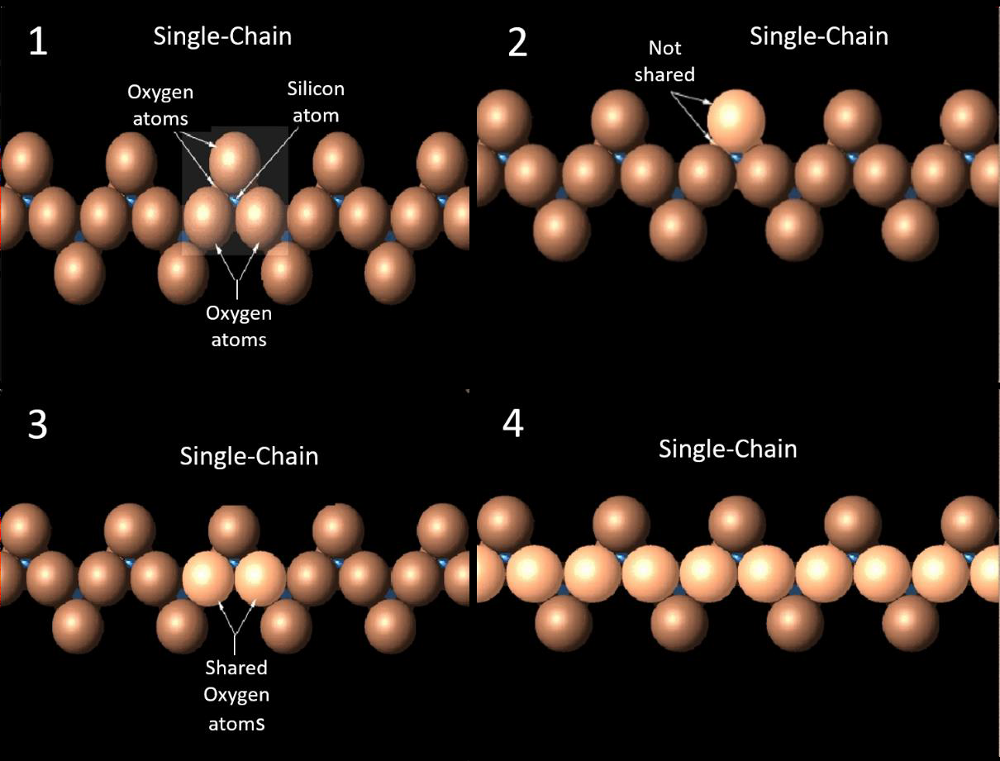 1
Single-Chain
Oxygen
atoms
Silicon
atom
Oxygen
atoms
2
Single-Chain
Not
shared
3
Single-Chain
Shared
Oxygen
atoms
4
Single-Chain